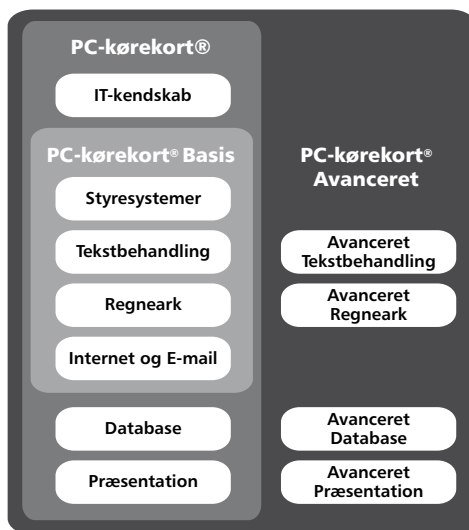 PC-kørekort®
IT-kendskab
PC-kørekort® Basis
Styresystemer
Tekstbehandling
Regneark
Internet og E-mail
Database
Præsentation
PC-kørekort®
Avanceret
Avanceret
Tekstbehandling
Avanceret
Regneark
Avanceret
Database
Avanceret
Præsentation